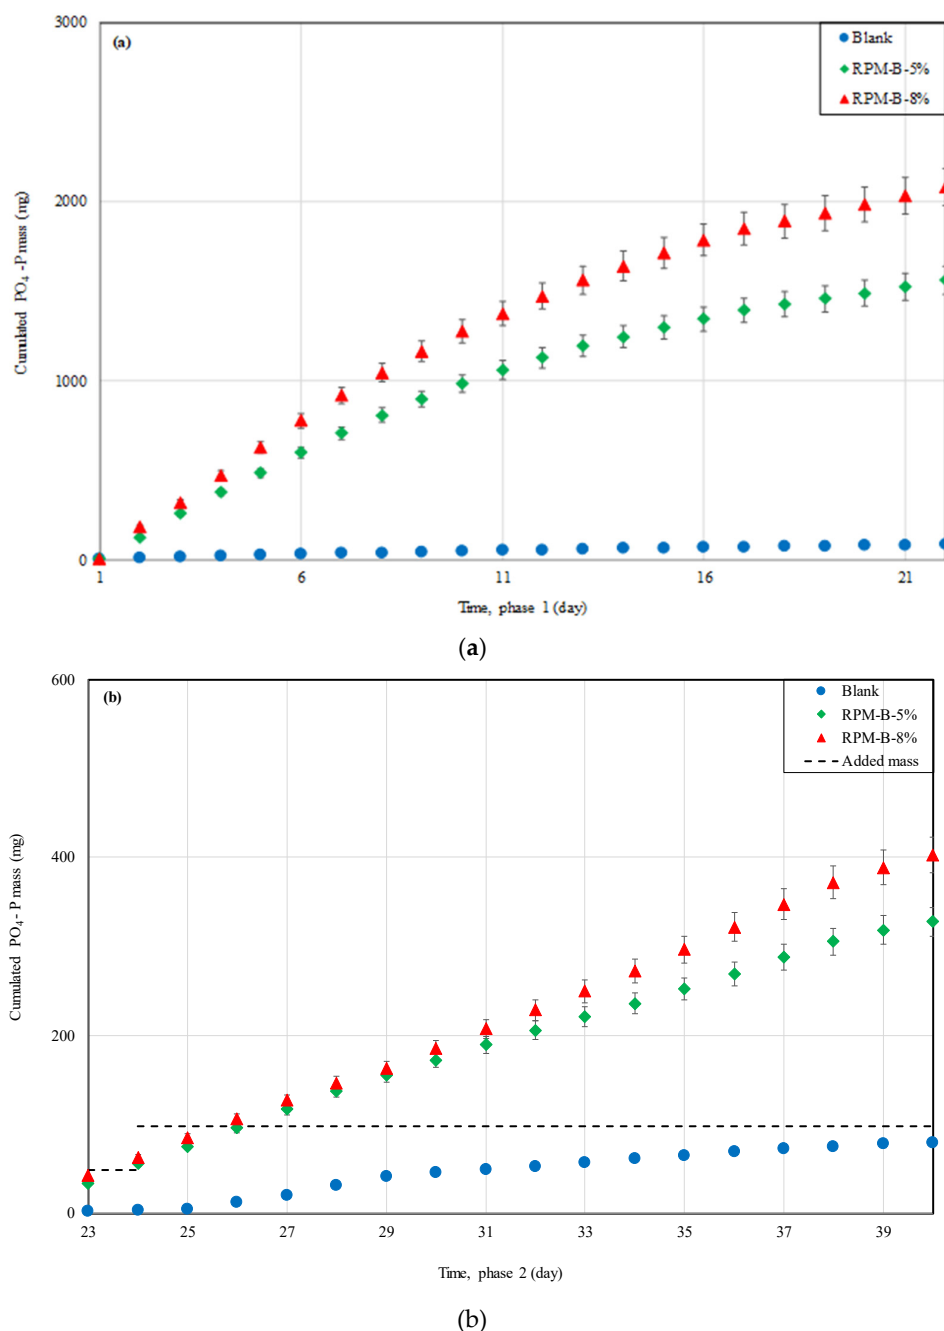 3000
(a)
Blank
RPM-B-5%
RPM-B-8%
2000
1000
0
Cumulated PO4 -P mass (mg)
1
6
11
16
21
Time, phase 1 (day)
(a)
600
(b)
Blank
RPM-B-5%
RPM-B-8%
Added mass
400
200
0
Cumulated PO4- P mass (mg)
23
25
27
29
31
33
35
37
39
Time, phase 2 (day)
(b)